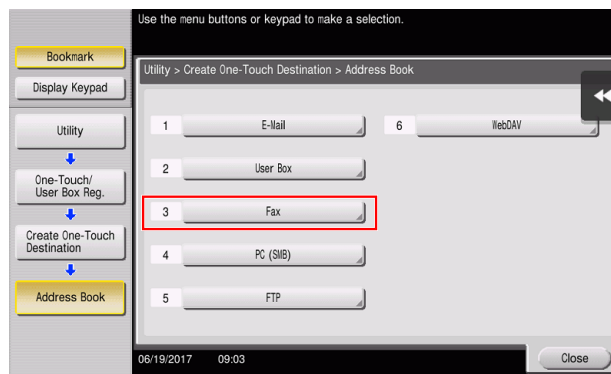 Use the menu buttons or keypad to make a selection.
Bookmark
Display Keypad
Utility
One-Touch/
User Box Reg.
Create One-Touch
Destination
Address Book
Utility > Create One-Touch Destination > Address Book
1 E-Mail
2 User Box
3 Fax
4 PC (SMB)
5 FTP
6 WebDAV
06/19/2017 09:03
Close